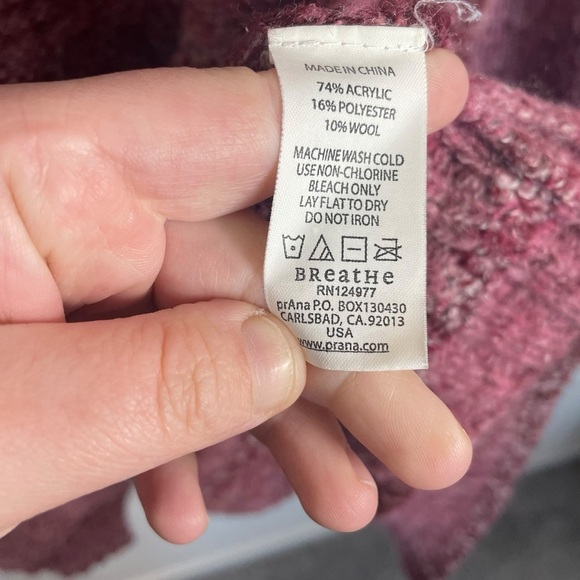 MADE IN CHINA
74% ACRYLIC
16% POLYESTER
10% WOOL
MACHINE WASH COLD
USE NON-CHLORINE
BLEACH ONLY
LAY FLAT TO DRY
DO NOT IRON
BReatHe
RN124977
prAna P.O. BOX130430
CARLSBAD, CA.92013
USA
www.prana.com